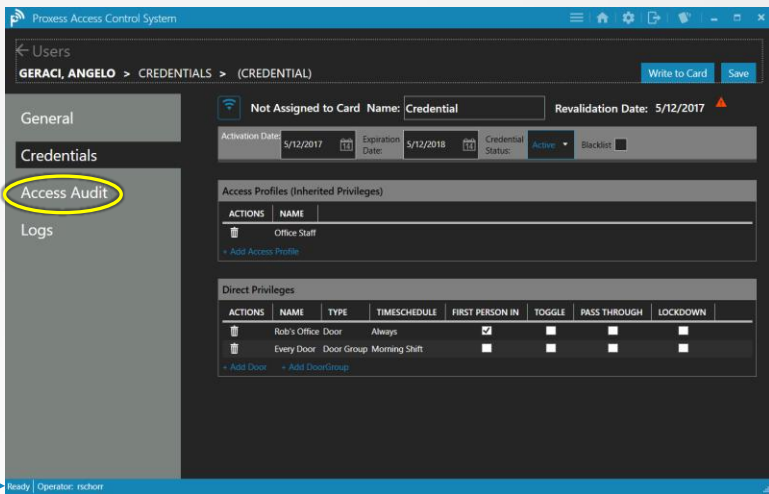 Proxess Access Control System
Users
GERACI, ANGELO > CREDENTIALS > (CREDENTIAL)
Write to Card Save
General
Credentials
Access Audit
Logs
Not Assigned to Card Name: Credential Revalidation Date: 5/12/2017
Activation Date: 5/12/2017 14 Expiration Date: 5/12/2018 14 Credential Status: Active Blacklist
Access Profiles (Inherited Privileges)
ACTIONS NAME
Office Staff
+ Add Access Profile
Direct Privileges
ACTIONS NAME TYPE TIMESCHEDULE FIRST PERSON IN TOGGLE PASS THROUGH LOCKDOWN
Rob's Office Door Always
Every Door Door Group Morning Shift
+ Add Door + Add DoorGroup
Ready Operator: rschorr